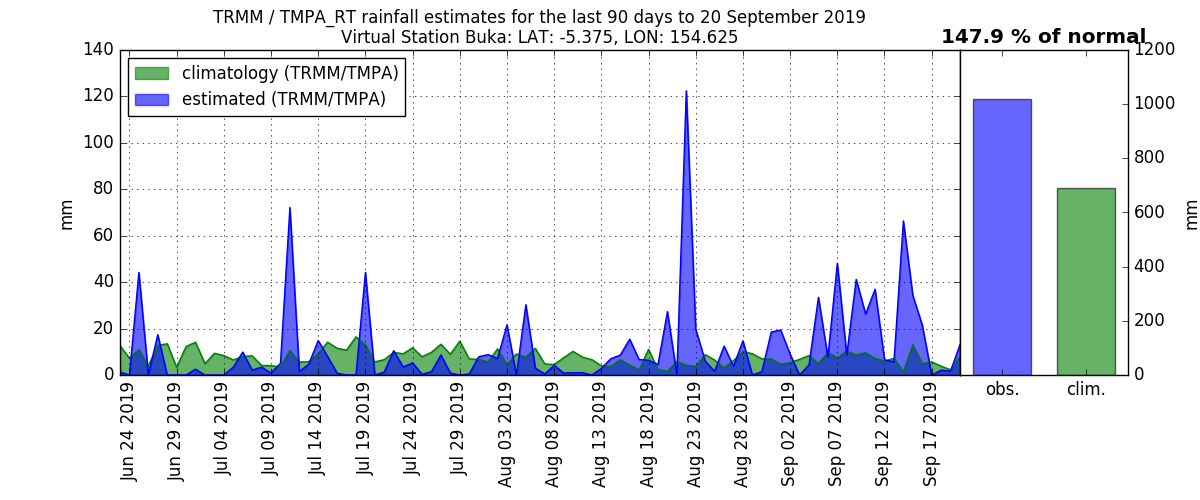 TRMM / TMPA_RT rainfall estimates for the last 90 days to 20 September 2019
Virtual Station Buka: LAT: -5.375, LON: 154.625
147.9 % of normal
climatology (TRMM/TMPA)
estimated (TRMM/TMPA)
mm
140
120
100
80
60
40
20
0
Jun 24 2019
Jun 29 2019
Jul 04 2019
Jul 09 2019
Jul 14 2019
Jul 19 2019
Jul 24 2019
Jul 29 2019
Aug 03 2019
Aug 08 2019
Aug 13 2019
Aug 18 2019
Aug 23 2019
Aug 28 2019
Sep 02 2019
Sep 07 2019
Sep 12 2019
Sep 17 2019
obs.
clim.
1200
1000
800
600
400
200
0
mm